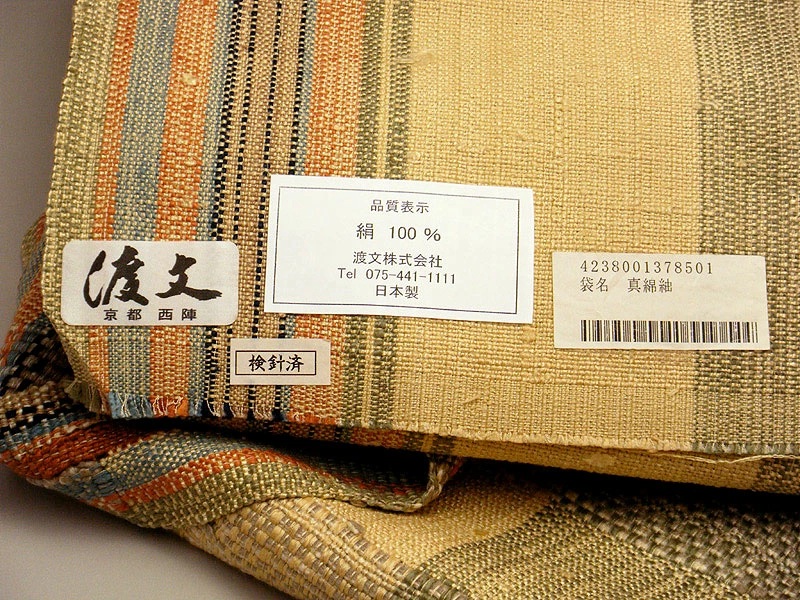 渡文
京都 西陣
品質表示
絹 100 %
渡文株式会社
Tel 075-441-1111
日本製
検針済
4238001378501
袋名 真綿紬